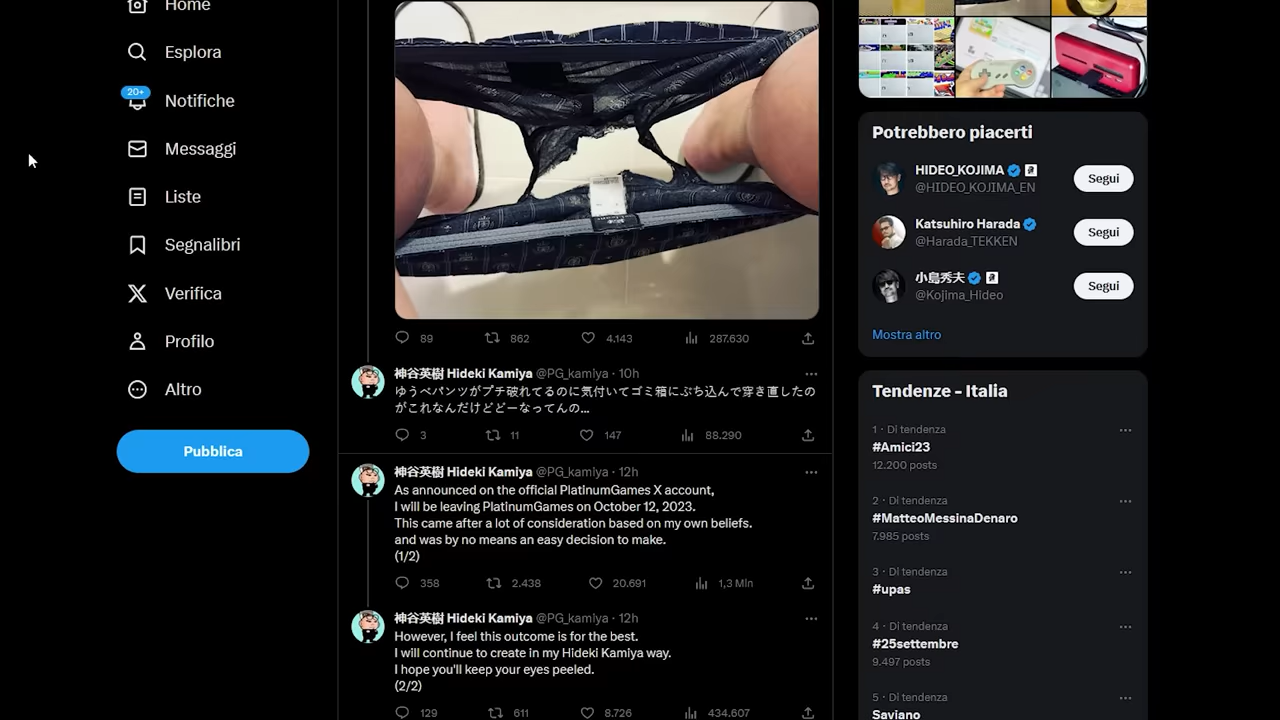 Home
Esplora
20+
Notifiche
Messaggi
Liste
Segnalibri
Verifica
Profilo
Altro
Pubblica
89
862
4.143
287.630
神谷英樹 Hideki Kamiya @PG_kamiya · 10h
ゆうべパンツがプチ破れてるのに気付いてゴミ箱にぶち込んで穿き直したの
がこれなんだけどどーなってんの…
3
11
147
88.290
神谷英樹 Hideki Kamiya @PG_kamiya · 12h
As announced on the official PlatinumGames X account,
I will be leaving PlatinumGames on October 12, 2023.
This came after a lot of consideration based on my own beliefs.
and was by no means an easy decision to make.
(1/2)
358
2.438
20.691
1,3 Mln
神谷英樹 Hideki Kamiya @PG_kamiya · 12h
However, I feel this outcome is for the best.
I will continue to create in my Hideki Kamiya way.
I hope you'll keep your eyes peeled.
(2/2)
129
611
8.726
434.607
Potrebbero piacerti
HIDEO_KOJIMA
@HIDEO_KOJIMA_EN
Segui
Katsuhiro Harada
@Harada_TEKKEN
Segui
小島秀夫
@Kojima_Hideo
Segui
Mostra altro
Tendenze - Italia
1 · Di tendenza
#Amici23
12.200 posts
2 · Di tendenza
#MatteoMessinaDenaro
7.985 posts
3 · Di tendenza
#upas
4 · Di tendenza
#25settembre
9.497 posts
5 · Di tendenza
Saviano